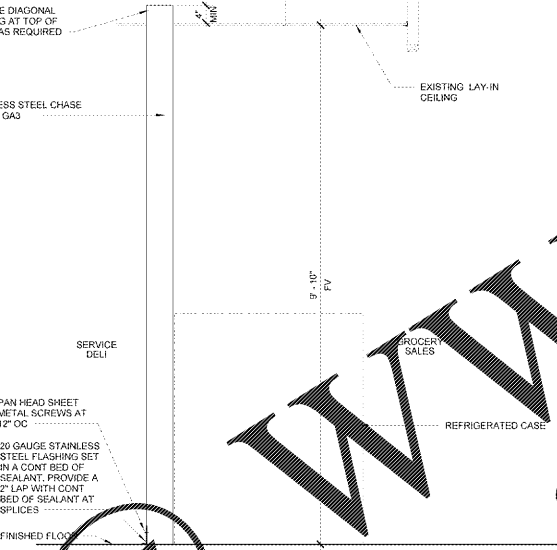 E DIAGONAL
G AT TOP OF
AS REQUIRED
4"
MIN
EXISTING LAY-IN
CEILING
ESS STEEL CHASE
GA3
9' - 10"
FV
SERVICE
DELI
GROCERY
SALES
PAN HEAD SHEET
METAL SCREWS AT
12" OC
REFRIGERATED CASE
20 GAUGE STAINLESS
STEEL FLASHING SET
IN A CONT BED OF
SEALANT, PROVIDE A
2" LAP WITH CONT
BED OF SEALANT AT
SPLICES
FINISHED FLOOR
WW